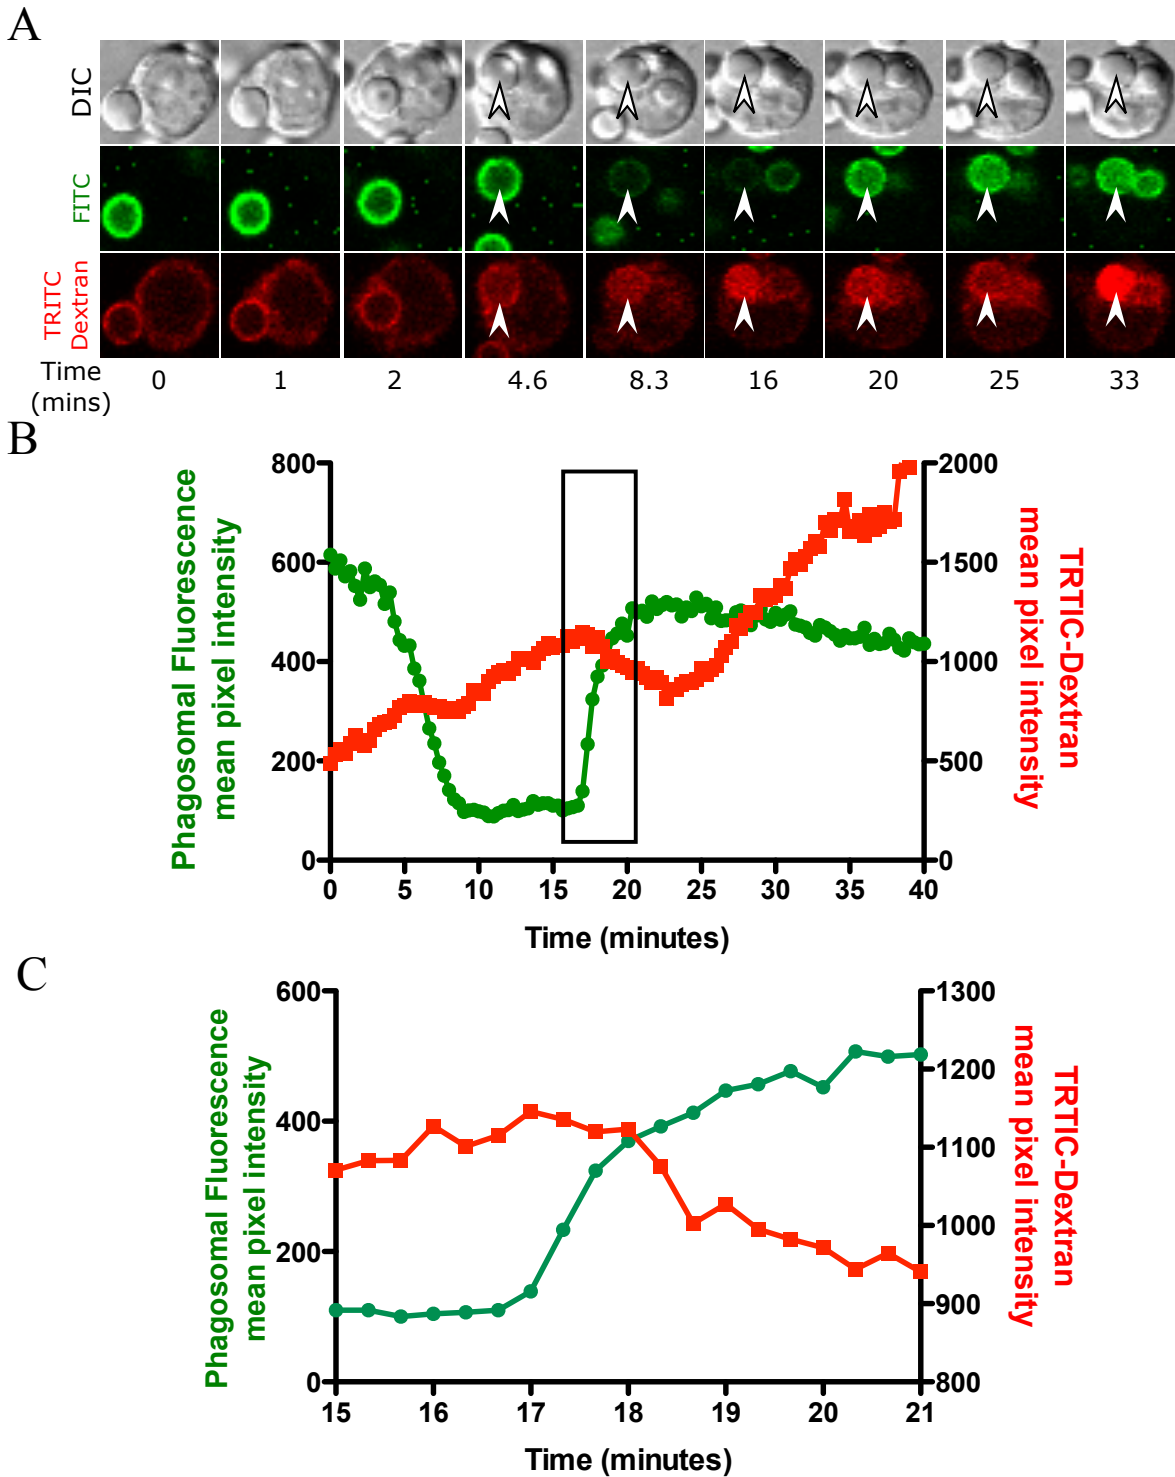 A
DIC
FITC
TRITC
Dextran
Time
(mins)
0 1 2 4.6 8.3 16 20 25 33
B
Phagosomal Fluorescence
mean pixel intensity
800
600
400
200
0
2000
1500
1000
500
0
TRTIC-Dextran
mean pixel intensity
0 5 10 15 20 25 30 35 40
Time (minutes)
C
Phagosomal Fluorescence
mean pixel intensity
600
400
200
0
1300
1200
1100
1000
900
800
TRTIC-Dextran
mean pixel intensity
15 16 17 18 19 20 21
Time (minutes)